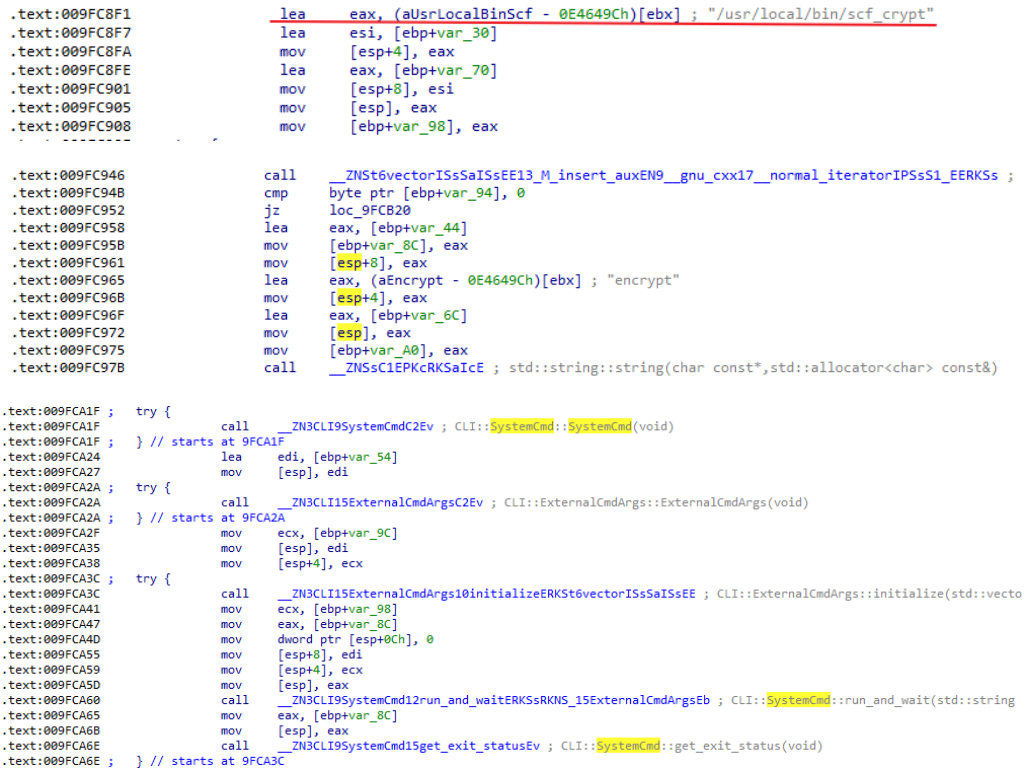 .text:009FC8F1 lea eax, (aUsrLocalBinScf - 0E4649Ch)[ebx] ; "/usr/local/bin/scf_crypt"
.text:009FC8F7 lea esi, [ebp+var_30]
.text:009FC8FA mov [esp+4], eax
.text:009FC8FE lea eax, [ebp+var_70]
.text:009FC901 mov [esp+8], esi
.text:009FC905 mov [esp], eax
.text:009FC908 mov [ebp+var_98], eax
.text:009FC946 call __ZNSt6vectorISsSaISsEE13_M_insert_auxEN9__gnu_cxx17__normal_iteratorIPSsS1_EERKSs ;
.text:009FC94B cmp byte ptr [ebp+var_94], 0
.text:009FC952 jz loc_9FCB20
.text:009FC958 lea eax, [ebp+var_44]
.text:009FC95B mov [ebp+var_8C], eax
.text:009FC961 mov [esp+8], eax
.text:009FC965 lea eax, (aEncrypt - 0E4649Ch)[ebx] ; "encrypt"
.text:009FC96B mov [esp+4], eax
.text:009FC96F lea eax, [ebp+var_6C]
.text:009FC972 mov [esp], eax
.text:009FC975 mov [ebp+var_A0], eax
.text:009FC97B call __ZNSsC1EPKcRKSaIcE ; std::string::string(char const*,std::allocator<char> const&)
.text:009FCA1F ; try {
.text:009FCA1F call __ZN3CLI9SystemCmdC2Ev ; CLI::SystemCmd::SystemCmd(void)
.text:009FCA1F ; } // starts at 9FCA1F
.text:009FCA24 lea edi, [ebp+var_54]
.text:009FCA27 mov [esp], edi
.text:009FCA2A ; try {
.text:009FCA2A call __ZN3CLI15ExternalCmdArgsC2Ev ; CLI::ExternalCmdArgs::ExternalCmdArgs(void)
.text:009FCA2A ; } // starts at 9FCA2A
.text:009FCA2F mov ecx, [ebp+var_9C]
.text:009FCA35 mov [esp], edi
.text:009FCA38 mov [esp+4], ecx
.text:009FCA3C ; try {
.text:009FCA3C call __ZN3CLI15ExternalCmdArgs10initializeERKSt6vectorISsSaISsEE ; CLI::ExternalCmdArgs::initialize(std::vecto
.text:009FCA41 mov ecx, [ebp+var_98]
.text:009FCA47 mov eax, [ebp+var_8C]
.text:009FCA4D mov dword ptr [esp+0Ch], 0
.text:009FCA55 mov [esp+8], edi
.text:009FCA59 mov [esp+4], ecx
.text:009FCA5D mov [esp], eax
.text:009FCA60 call __ZN3CLI9SystemCmd12run_and_waitERKSsRKNS_15ExternalCmdArgsEb ; CLI::SystemCmd::run_and_wait(std::string
.text:009FCA65 mov eax, [ebp+var_8C]
.text:009FCA6B mov [esp], eax
.text:009FCA6E call __ZN3CLI9SystemCmd15get_exit_statusEv ; CLI::SystemCmd::get_exit_status(void)
.text:009FCA6E ; } // starts at 9FCA3C